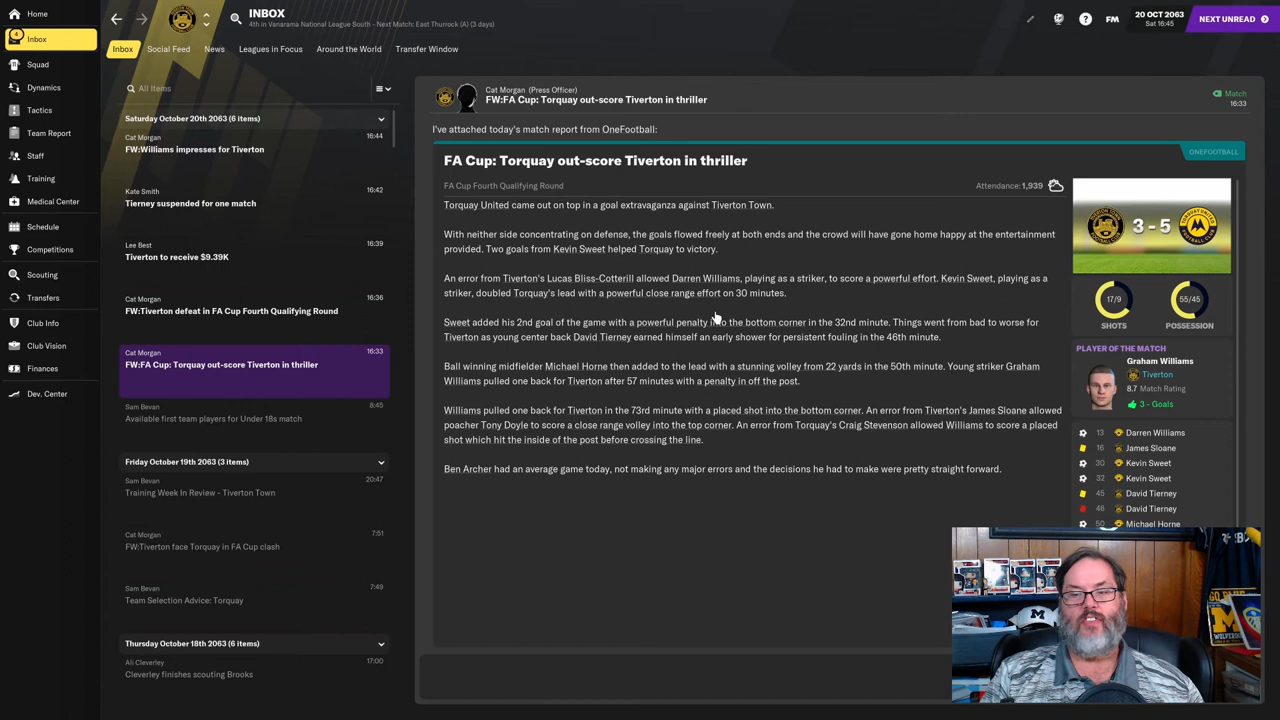 Home
INBOX
4th in Vanarama National League South - Next Match: East Thurrock (A) (3 days)
FM
20 OCT 2063
Sat 16:45
NEXT UNREAD
4
Inbox
Squad
Dynamics
Tactics
Team Report
Staff
Training
Medical Center
Schedule
Competitions
Scouting
Transfers
Club Info
Club Vision
Finances
Dev. Center
Inbox
Social Feed
News
Leagues in Focus
Around the World
Transfer Window
All Items
Saturday October 20th 2063 (6 items)
Cat Morgan 16:44
FW:Williams impresses for Tiverton
Kate Smith 16:42
Tierney suspended for one match
Lee Best 16:39
Tiverton to receive $9.39K
Cat Morgan 16:36
FW:Tiverton defeat in FA Cup Fourth Qualifying Round
Cat Morgan 16:33
FW:FA Cup: Torquay out-score Tiverton in thriller
Sam Bevan 8:45
Available first team players for Under 18s match
Friday October 19th 2063 (3 items)
Sam Bevan 20:47
Training Week In Review - Tiverton Town
Cat Morgan 7:51
FW:Tiverton face Torquay in FA Cup clash
Sam Bevan 7:49
Team Selection Advice: Torquay
Thursday October 18th 2063 (6 items)
Ali Cleverley 17:00
Cleverley finishes scouting Brooks
Cat Morgan (Press Officer)
FW:FA Cup: Torquay out-score Tiverton in thriller
Match
16:33
I've attached today's match report from OneFootball:
ONEFOOTBALL
FA Cup: Torquay out-score Tiverton in thriller
FA Cup Fourth Qualifying Round
Attendance: 1,939
Torquay United came out on top in a goal extravaganza against Tiverton Town.
With neither side concentrating on defense, the goals flowed freely at both ends and the crowd will have gone home happy at the entertainment
provided. Two goals from Kevin Sweet helped Torquay to victory.
An error from Tiverton's Lucas Bliss-Cotterill allowed Darren Williams, playing as a striker, to score a powerful effort. Kevin Sweet, playing as a
striker, doubled Torquay's lead with a powerful close range effort on 30 minutes.
Sweet added his 2nd goal of the game with a powerful penalty into the bottom corner in the 32nd minute. Things went from bad to worse for
Tiverton as young center back David Tierney earned himself an early shower for persistent fouling in the 46th minute.
Ball winning midfielder Michael Horne then added to the lead with a stunning volley from 22 yards in the 50th minute. Young striker Graham
Williams pulled one back for Tiverton after 57 minutes with a penalty in off the post.
Williams pulled one back for Tiverton in the 73rd minute with a placed shot into the bottom corner. An error from Tiverton's James Sloane allowed
poacher Tony Doyle to score a close range volley into the top corner. An error from Torquay's Craig Stevenson allowed Williams to score a placed
shot which hit the inside of the post before crossing the line.
Ben Archer had an average game today, not making any major errors and the decisions he had to make were pretty straight forward.
3 - 5
17/9
SHOTS
55/45
POSSESSION
PLAYER OF THE MATCH
Graham Williams
Tiverton
8.7 Match Rating
3 - Goals
13 Darren Williams
16 James Sloane
30 Kevin Sweet
32 Kevin Sweet
45 David Tierney
46 David Tierney
50 Michael Horne
GO BLUE
M
M